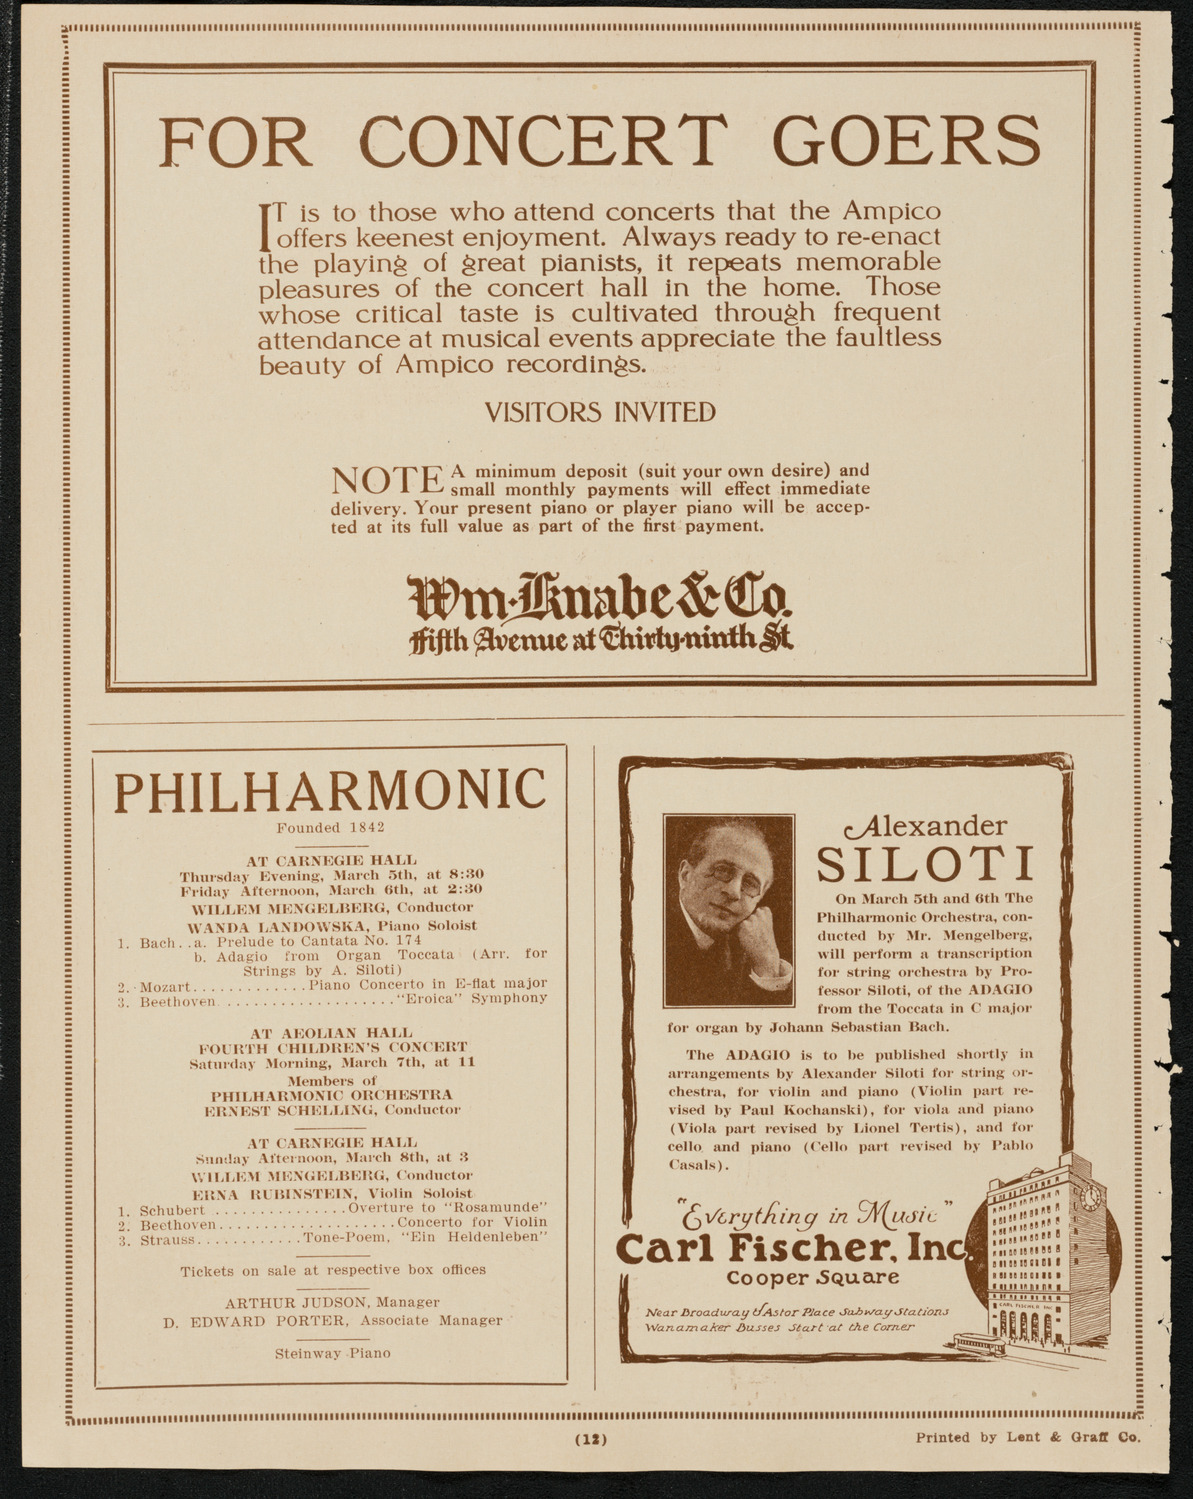 FOR CONCERT GOERS
IT is to those who attend concerts that the Ampico
offers keenest enjoyment. Always ready to re-enact
the playing of great pianists, it repeats memorable
pleasures of the concert hall in the home. Those
whose critical taste is cultivated through frequent
attendance at musical events appreciate the faultless
beauty of Ampico recordings.
VISITORS INVITED
NOTE A minimum deposit (suit your own desire) and
small monthly payments will effect immediate
delivery. Your present piano or player piano will be accep-
ted at its full value as part of the first payment.
Wm. Knabe & Co.
Fifth Avenue at Thirty-ninth St.
PHILHARMONIC
Founded 1842
AT CARNEGIE HALL
Thursday Evening, March 5th, at 8:30
Friday Afternoon, March 6th, at 2:30
WILLEM MENGELBERG, Conductor
WANDA LANDOWSKA, Piano Soloist
1. Bach..a. Prelude to Cantata No. 174
b. Adagio from Organ Toccata (Arr. for
Strings by A. Siloti)
2. Mozart.............Piano Concerto in E-flat major
3. Beethoven....................."Eroica" Symphony
AT AEOLIAN HALL
FOURTH CHILDREN'S CONCERT
Saturday Morning, March 7th, at 11
Members of
PHILHARMONIC ORCHESTRA
ERNEST SCHELLING, Conductor
AT CARNEGIE HALL
Sunday Afternoon, March 8th, at 3
WILLEM MENGELBERG, Conductor
ERNA RUBINSTEIN, Violin Soloist
1. Schubert ...............Overture to "Rosamunde"
2. Beethoven....................Concerto for Violin
3. Strauss............Tone-Poem, "Ein Heldenleben"
Tickets on sale at respective box offices
ARTHUR JUDSON, Manager
D. EDWARD PORTER, Associate Manager
Steinway Piano
Alexander
SILOTI
On March 5th and 6th The
Philharmonic Orchestra, con-
ducted by Mr. Mengelberg,
will perform a transcription
for string orchestra by Pro-
fessor Siloti, of the ADAGIO
from the Toccata in C major
for organ by Johann Sebastian Bach.
The ADAGIO is to be published shortly in
arrangements by Alexander Siloti for string or-
chestra, for violin and piano (Violin part re-
vised by Paul Kochanski), for viola and piano
(Viola part revised by Lionel Tertis), and for
cello and piano (Cello part revised by Pablo
Casals).
"Everything in Music"
Carl Fischer, Inc.
Cooper Square
Near Broadway & Astor Place Subway Stations
Wanamaker Busses Start at the Corner
CARL FISCHER INC
(12)
Printed by Lent & Graff Co.